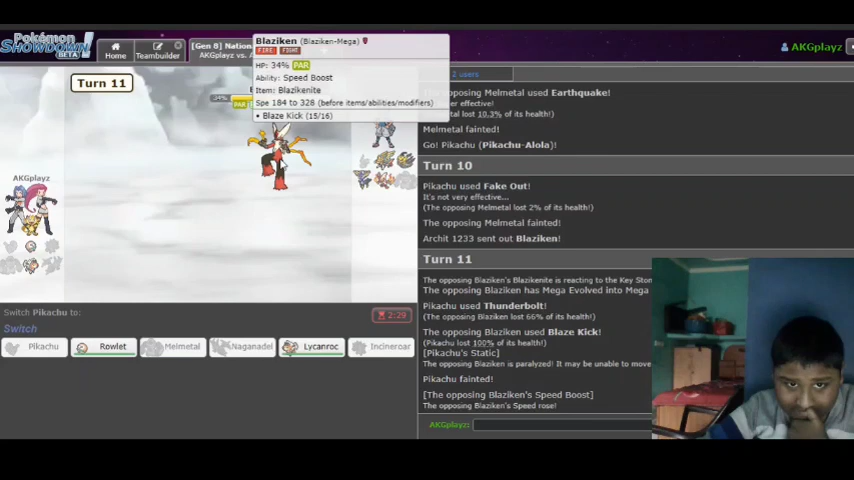 Pokémon
Showdown!
BETA
Home
Teambuilder
[Gen 8] Nation
AKGplayz vs. A
AKGplayz
Blaziken (Blaziken-Mega)
FIRE FIGHT
HP: 34% PAR
Ability: Speed Boost
Item: Blazikenite
Spe 184 to 328 (before items/abilities/modifiers)
• Blaze Kick (15/16)
Turn 11
34%
PAR
AKGplayz
2 users
opposing Melmetal used Earthquake!
Melmetal lost 10.3% of its health!)
Melmetal fainted!
Go! Pikachu (Pikachu-Alola)!
Turn 10
Pikachu used Fake Out!
It's not very effective...
(The opposing Melmetal lost 2% of its health!)
The opposing Melmetal fainted!
Archit 1233 sent out Blaziken!
Turn 11
The opposing Blaziken's Blazikenite is reacting to the Key Ston
The opposing Blaziken has Mega Evolved into Mega
Pikachu used Thunderbolt!
(The opposing Blaziken lost 66% of its health!)
The opposing Blaziken used Blaze Kick!
(Pikachu lost 100% of its health!)
[Pikachu's Static]
The opposing Blaziken is paralyzed! It may be unable to move
Pikachu fainted!
[The opposing Blaziken's Speed Boost]
The opposing Blaziken's Speed rose!
AKGplayz:
Switch Pikachu to:
2:29
Switch
Pikachu
Rowlet
Melmetal
Naganadel
Lycanroc
Incineroar